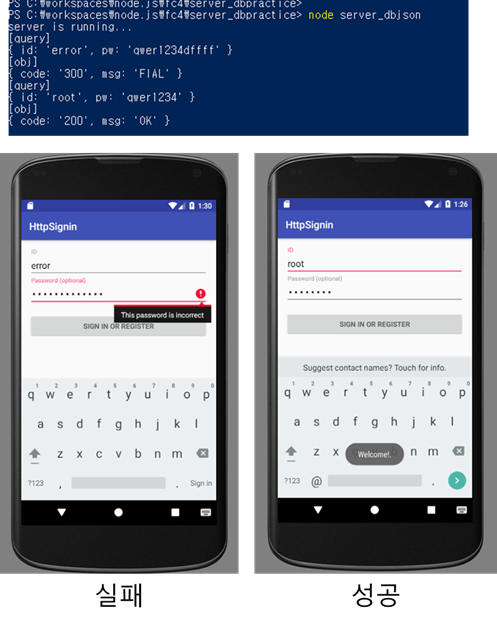 PS C:₩workspaces₩node.js₩fc4₩server_dbpractice>
PS C:₩workspaces₩node.js₩fc4₩server_dbpractice> node server_dbjson
server is running...
[query]
{ id: 'error', pw: 'qwer1234dffff' }
[obj]
{ code: '300', msg: 'FIAL' }
[query]
{ id: 'root', pw: 'qwer1234' }
[obj]
{ code: '200', msg: 'OK' }
1:30
HttpSignin
ID
error
Password (optional)
•••••••••••••
This password is incorrect
SIGN IN OR REGISTER
1 2 3 4 5 6 7 8 9 0
q w e r t y u i o p
a s d f g h j k l
z x c v b n m
?123 , . Sign in
실패
1:26
HttpSignin
ID
root
Password (optional)
••••••••
SIGN IN OR REGISTER
Suggest contact names? Touch for info.
1 2 3 4 5 6 7 8 9 0
q w e r t y u i o p
a s d f g h j k l
z x n m
Welcome!.
?123 @ .
성공